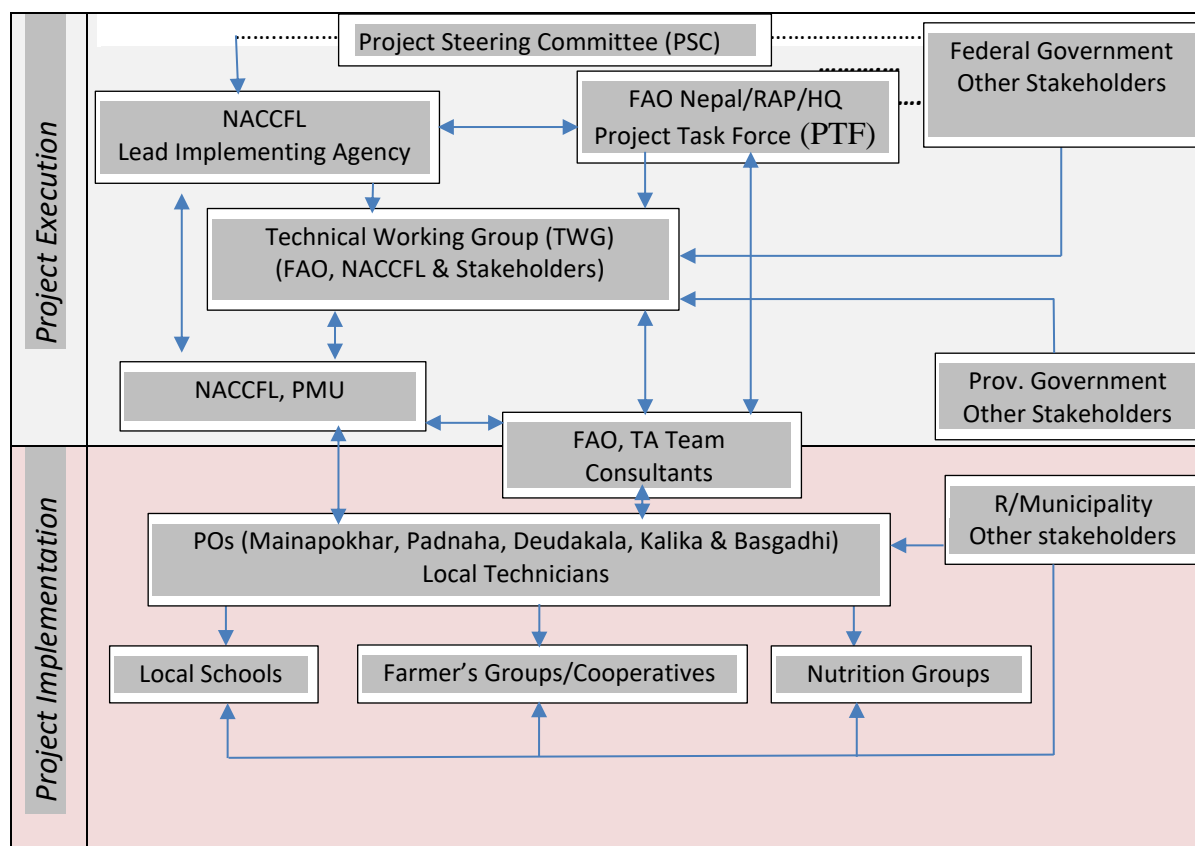 Project Execution
Project Steering Committee (PSC)
Federal Government
Other Stakeholders
NACCFL
Lead Implementing Agency
FAO Nepal/RAP/HQ
Project Task Force (PTF)
Technical Working Group (TWG)
(FAO, NACCFL & Stakeholders)
NACCFL, PMU
Prov. Government
Other Stakeholders
FAO, TA Team
Consultants
Project Implementation
R/Municipality
Other stakeholders
POs (Mainapokhar, Padnaha, Deudakala, Kalika & Basgadhi)
Local Technicians
Local Schools
Farmer’s Groups/Cooperatives
Nutrition Groups